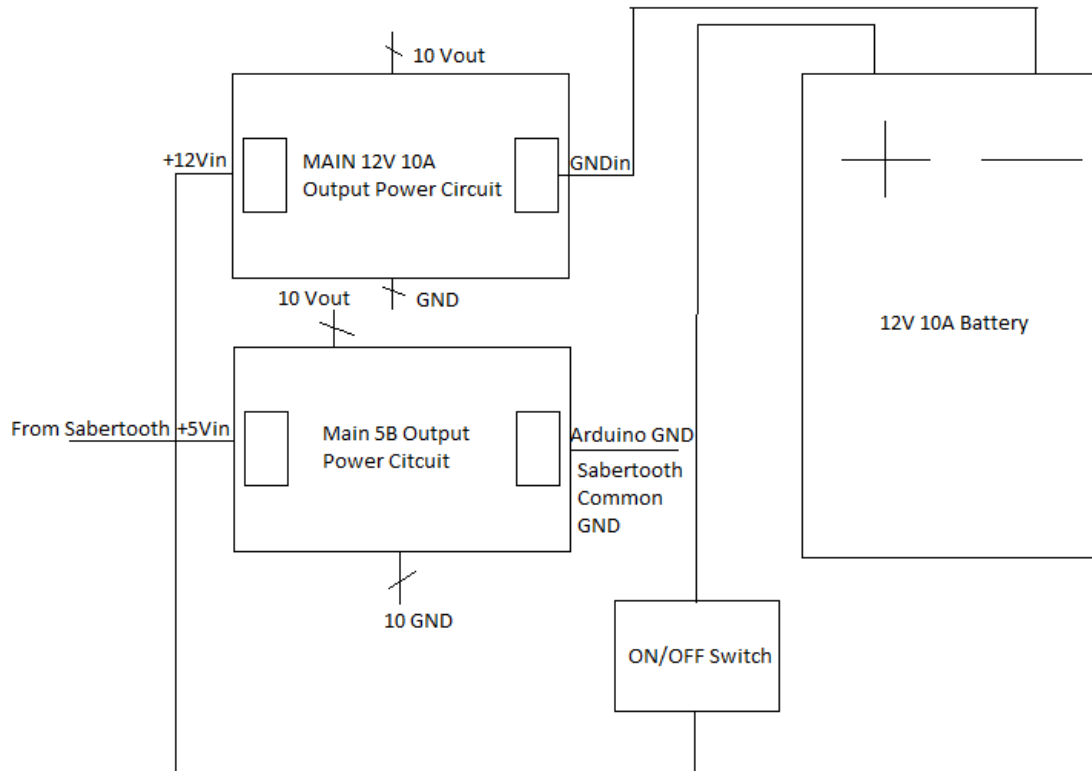 10 Vout
+12Vin
MAIN 12V 10A
Output Power Circuit
GNDin
10 Vout
GND
12V 10A Battery
From Sabertooth +5Vin
Main 5B Output
Power Citcuit
Arduino GND
Sabertooth
Common
GND
10 GND
ON/OFF Switch